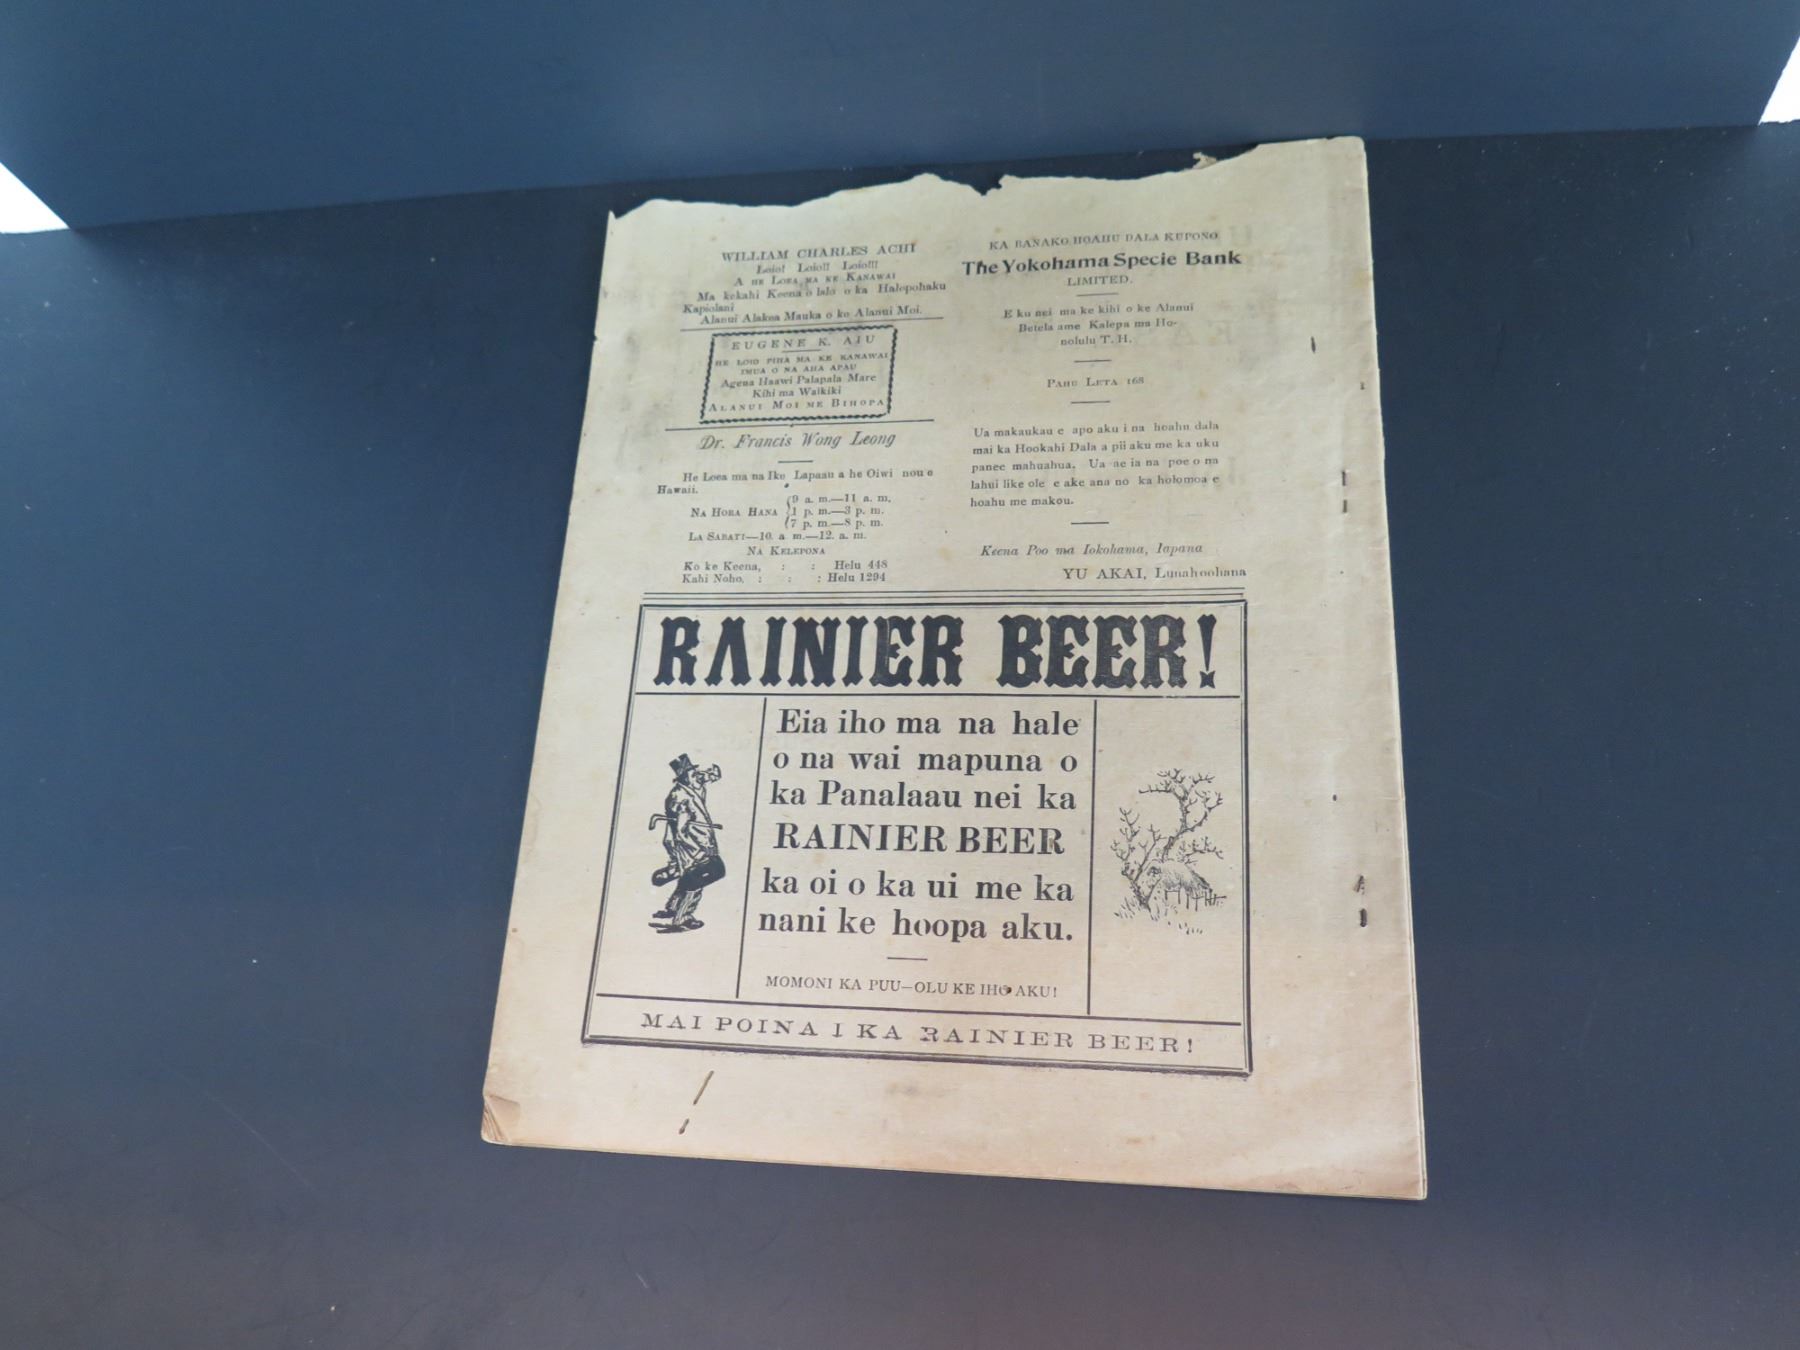 WILLIAM CHARLES ACHI
Loio! Loio!! Loio!!!
A HE LOEA MA KE KANAWAI
Ma kekahi Keena o lalo o ka Halepohaku
Kapiolani
Alanui Alakea Mauka o ko Alanui Moi.
EUGENE K. AIU
HE LOIO PIHA MA KE KANAWAI
IMUA O NA AHA APAU
Agena Haawi Palapala Mare
Kihi ma Waikiki
ALANUI MOI ME BIHOPA
Dr. Francis Wong Leong
He Loea ma na Iku Lapaau a he Oiwi nou o
Hawaii.
NA HORA HANA 9 a. m.—11 a. m.
1 p. m.—3 p. m.
7 p. m.—8 p. m.
LA SABATI—10. a m.—12. a. m.
NA KELEPONA
Ko ke Keena, : : Helu 448
Kahi Noho, : : : Helu 1294
KA BANAKO HOAHU DALA KUPONO
The Yokohama Specie Bank
LIMITED.
E ku nei ma ke kihi o ke Alanui
Betela ame Kalepa ma Ho-
nolulu T. H.
PAHU LETA 168
Ua makaukau e apo aku i na hoahu dala
mai ka Hookahi Dala a pii aku me ka uku
panee mahuahua. Ua ae ia na poe o na
lahui like ole e ake ana no ka holomoa e
hoahu me makou.
Keena Poo ma Iokohama, Iapana
YU AKAI, Lunahoohana
RAINIER BEER!
Eia iho ma na hale
o na wai mapuna o
ka Panalaau nei ka
RAINIER BEER
ka oi o ka ui me ka
nani ke hoopa aku.
MOMONI KA PUU—OLU KE IHO AKU!
MAI POINA I KA RAINIER BEER!